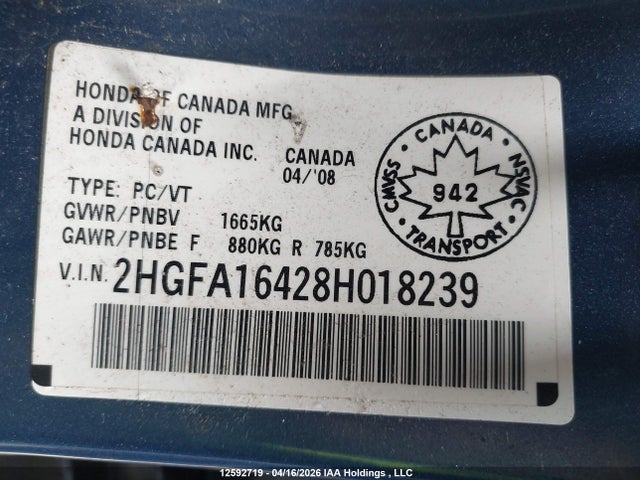 HONDA OF CANADA MFG.
A DIVISION OF
HONDA CANADA INC. CANADA
04/'08
TYPE: PC/VT
GVWR/PNBV 1665KG
GAWR/PNBE F 880KG R 785KG
V.I.N. 2HGFA16428H018239
CANADA
CMVSS
NSVAC
942
TRANSPORT
12592719 - 04/16/2026 IAA Holdings , LLC